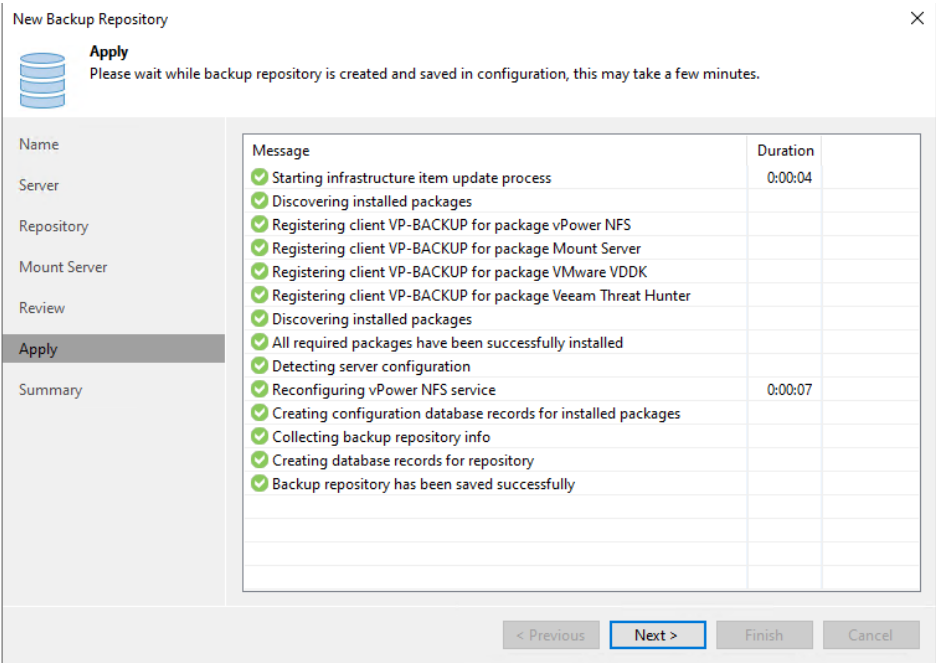 New Backup Repository
Apply
Please wait while backup repository is created and saved in configuration, this may take a few minutes.
Name
Server
Repository
Mount Server
Review
Apply
Summary
Message Duration
Starting infrastructure item update process 0:00:04
Discovering installed packages
Registering client VP-BACKUP for package vPower NFS
Registering client VP-BACKUP for package Mount Server
Registering client VP-BACKUP for package VMware VDDK
Registering client VP-BACKUP for package Veeam Threat Hunter
Discovering installed packages
All required packages have been successfully installed
Detecting server configuration
Reconfiguring vPower NFS service 0:00:07
Creating configuration database records for installed packages
Collecting backup repository info
Creating database records for repository
Backup repository has been saved successfully
< Previous Next > Finish Cancel